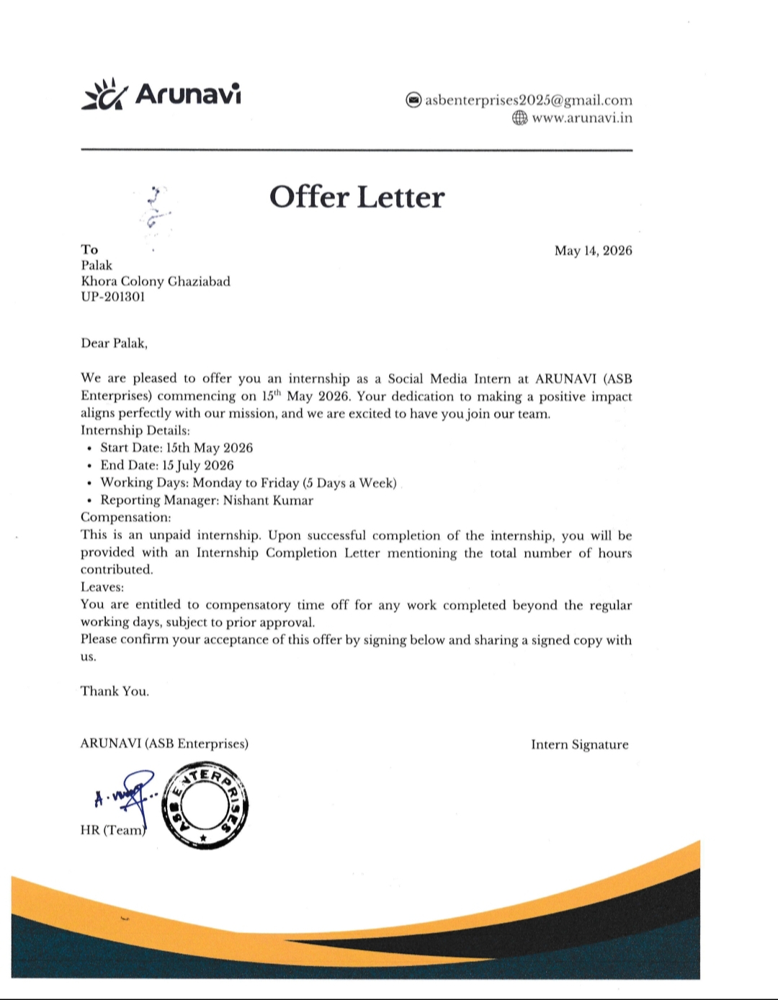 Arunavi
asbenterprises2025@gmail.com
www.arunavi.in
Offer Letter
To
May 14, 2026
Palak
Khora Colony Ghaziabad
UP-201301
Dear Palak,
We are pleased to offer you an internship as a Social Media Intern at ARUNAVI (ASB
Enterprises) commencing on 15th May 2026. Your dedication to making a positive impact
aligns perfectly with our mission, and we are excited to have you join our team.
Internship Details:
• Start Date: 15th May 2026
• End Date: 15 July 2026
• Working Days: Monday to Friday (5 Days a Week)
• Reporting Manager: Nishant Kumar
Compensation:
This is an unpaid internship. Upon successful completion of the internship, you will be
provided with an Internship Completion Letter mentioning the total number of hours
contributed.
Leaves:
You are entitled to compensatory time off for any work completed beyond the regular
working days, subject to prior approval.
Please confirm your acceptance of this offer by signing below and sharing a signed copy with
us.
Thank You.
ARUNAVI (ASB Enterprises)
Intern Signature
ASB ENTERPRISES
HR (Team)